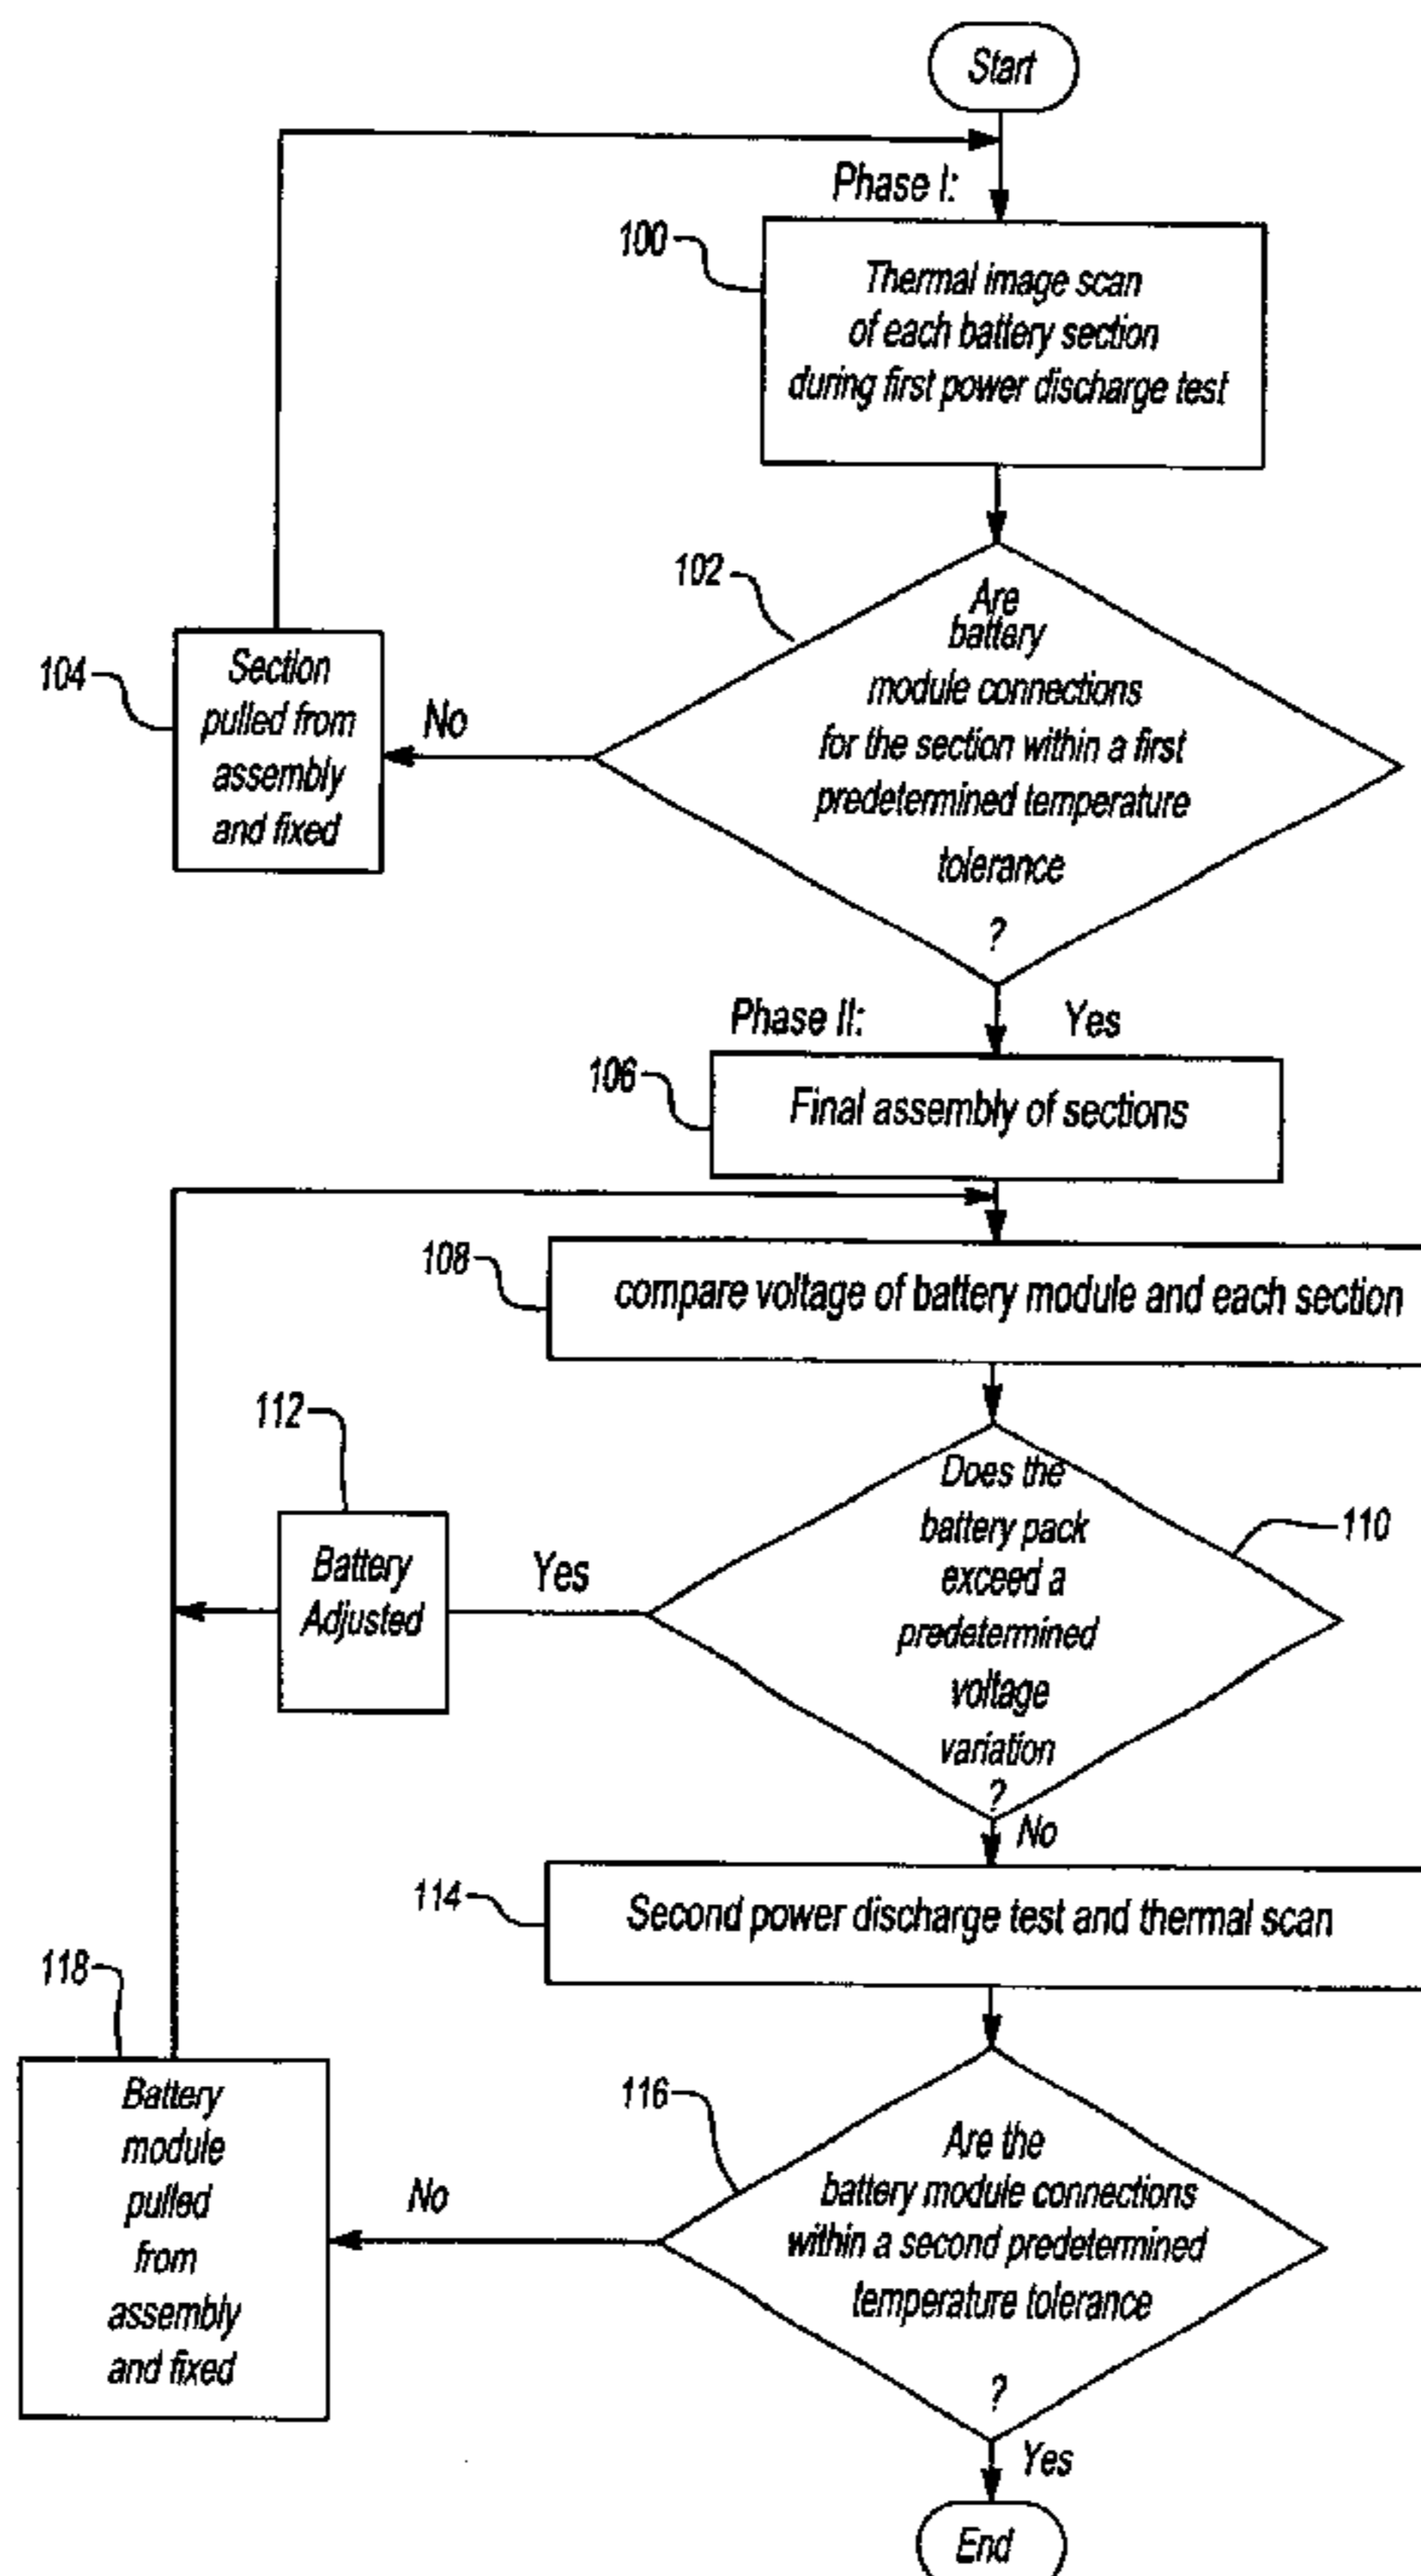 Start
Phase I:
100
Thermal image scan
of each battery section
during first power discharge test
102
Are
battery
module connections
for the section within a first
predetermined temperature
tolerance
?
No
104
Section
pulled from
assembly
and fixed
Phase II:
Yes
106
Final assembly of sections
108
compare voltage of battery module and each section
110
Does the
battery pack
exceed a
predetermined
voltage
variation
?
Yes
112
Battery
Adjusted
No
114
Second power discharge test and thermal scan
116
Are the
battery module connections
within a second predetermined
temperature tolerance
?
No
118
Battery
module
pulled
from
assembly
and fixed
Yes
End